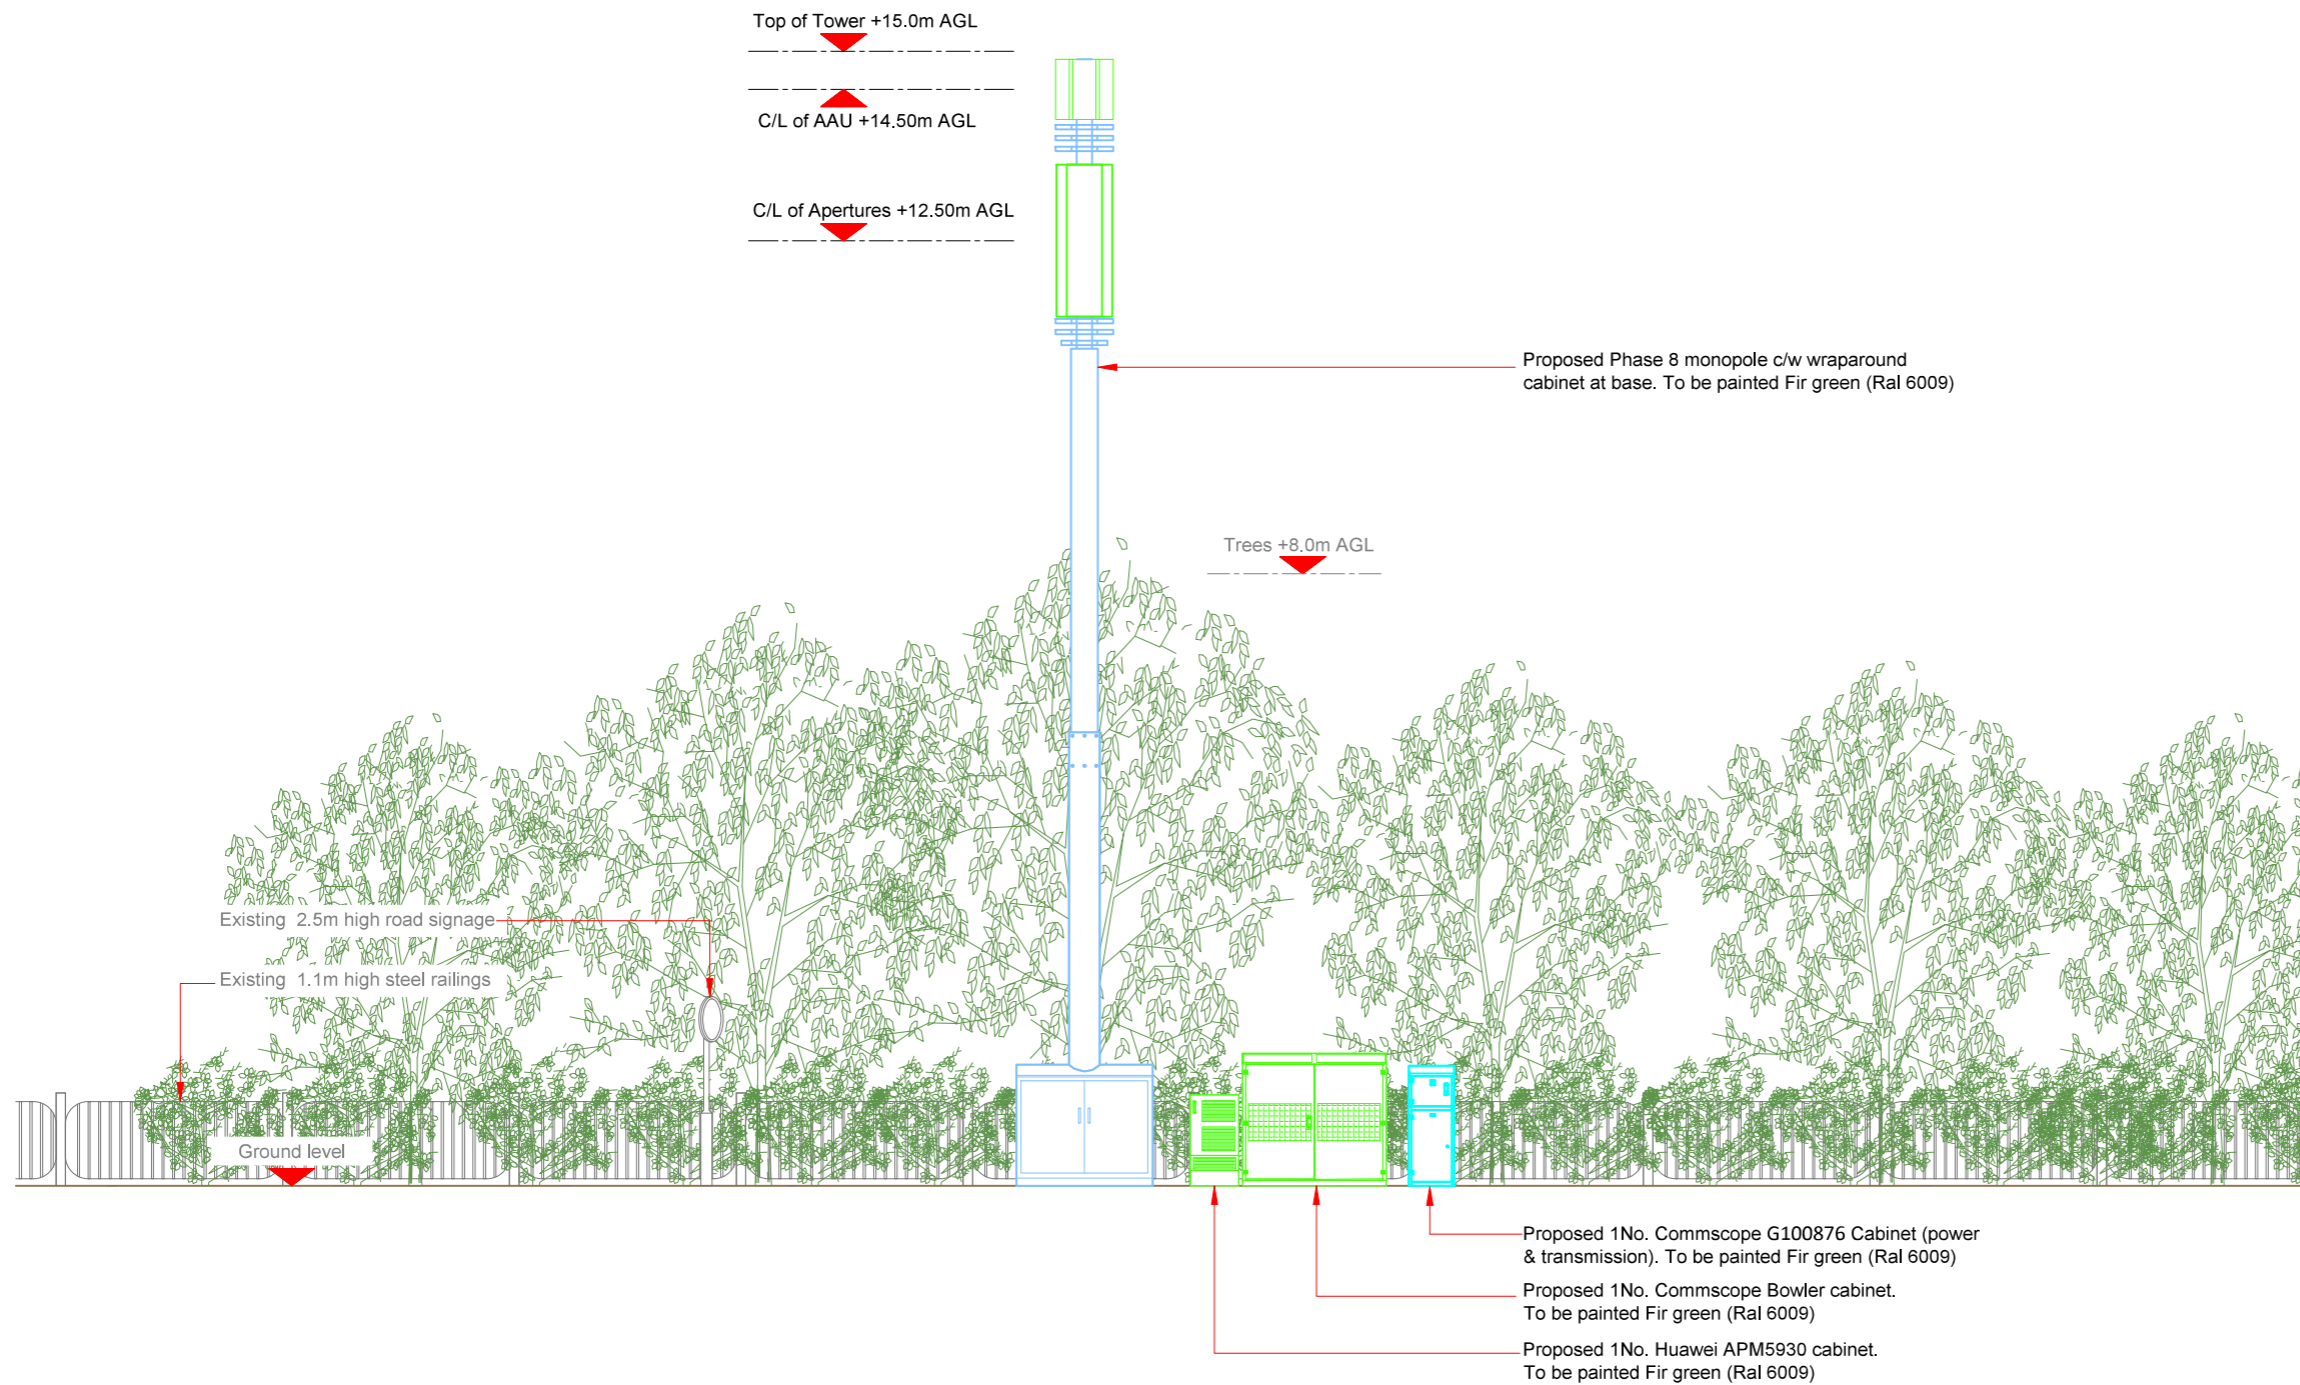 Top of Tower +15.0m AGL
C/L of AAU +14.50m AGL
C/L of Apertures +12.50m AGL
Proposed Phase 8 monopole c/w wraparound
cabinet at base. To be painted Fir green (Ral 6009)
Trees +8.0m AGL
Existing 2.5m high road signage
Existing 1.1m high steel railings
Ground level
Proposed 1No. Commscope G100876 Cabinet (power
& transmission). To be painted Fir green (Ral 6009)
Proposed 1No. Commscope Bowler cabinet.
To be painted Fir green (Ral 6009)
Proposed 1No. Huawei APM5930 cabinet.
To be painted Fir green (Ral 6009)